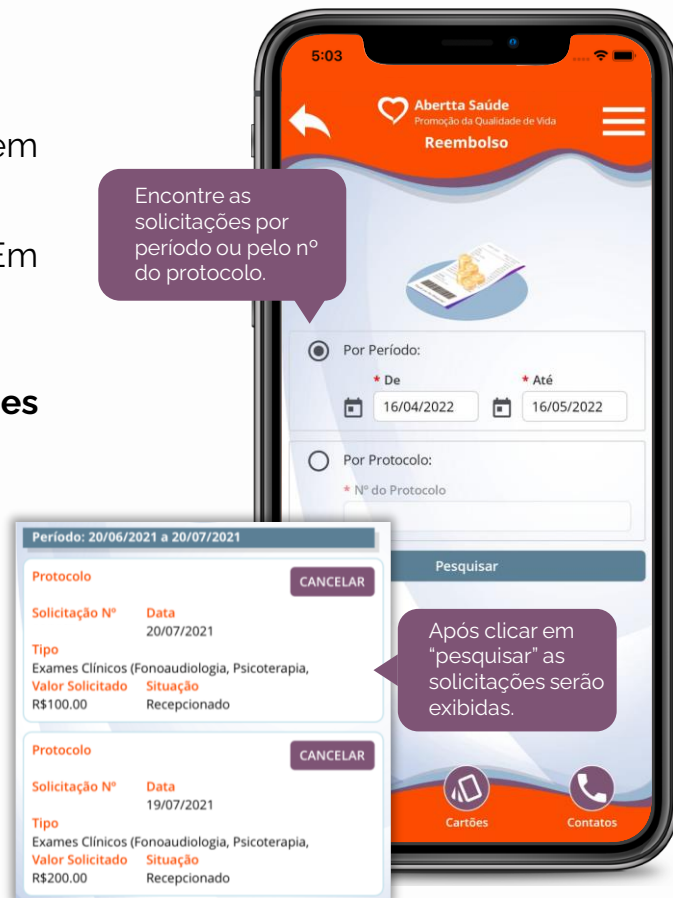 em
Em
es
5:03
Abertta Saúde
Promoção da Qualidade de Vida
Reembolso
Encontre as
solicitações por
período ou pelo nº
do protocolo.
Por Período:
* De
* Até
16/04/2022
16/05/2022
Por Protocolo:
* Nº do Protocolo
Pesquisar
Período: 20/06/2021 a 20/07/2021
Protocolo
CANCELAR
Solicitação Nº Data
20/07/2021
Tipo
Exames Clínicos (Fonoaudiologia, Psicoterapia,
Valor Solicitado Situação
R$100.00 Recepcionado
Protocolo
CANCELAR
Solicitação Nº Data
19/07/2021
Tipo
Exames Clínicos (Fonoaudiologia, Psicoterapia,
Valor Solicitado Situação
R$200.00 Recepcionado
Após clicar em
“pesquisar” as
solicitações serão
exibidas.
Cartões
Contatos